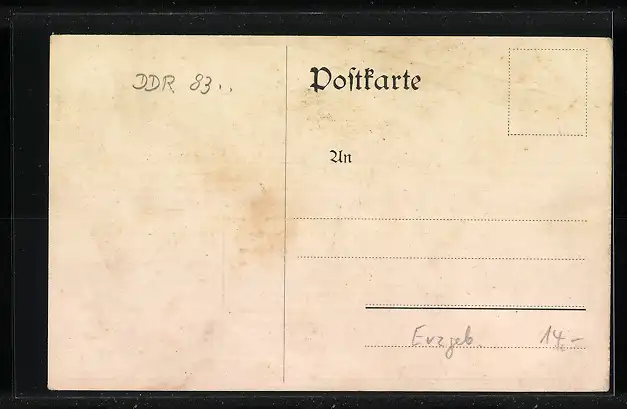 DDR 83..
Poſtkarte
An
Erzgeb. 14,-